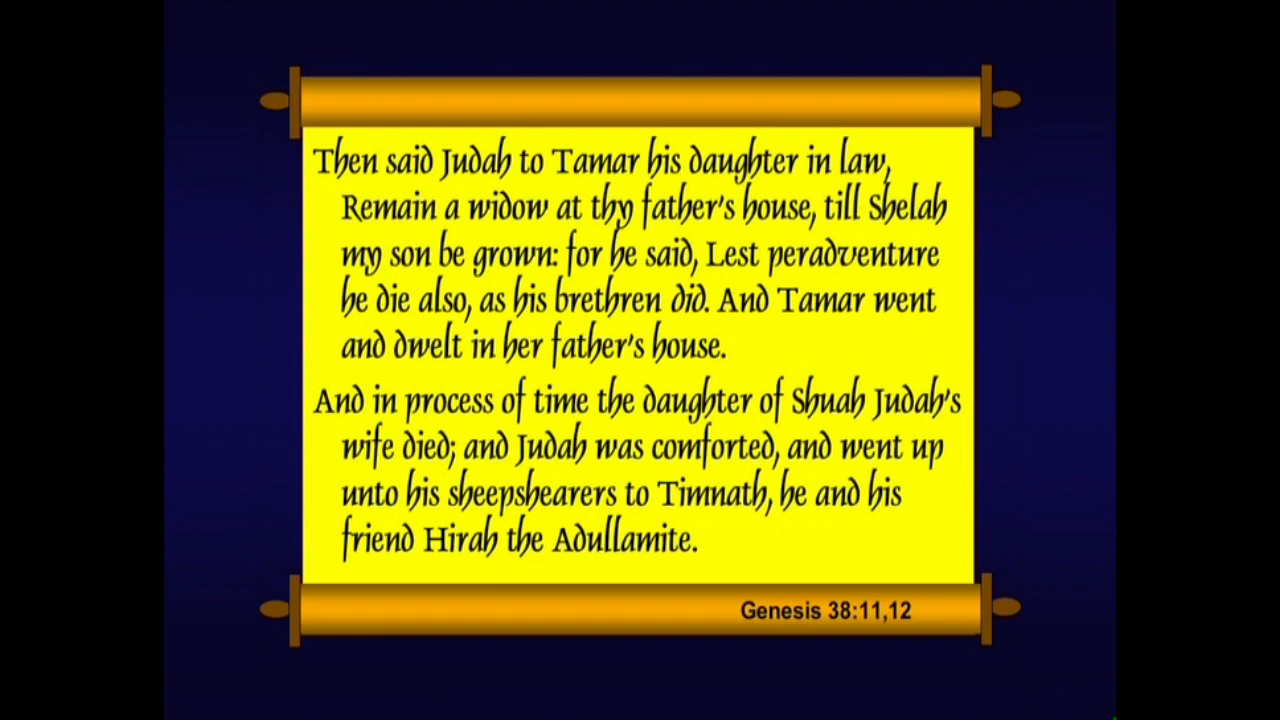 Then said Judah to Tamar his daughter in law,
Remain a widow at thy father's house, till Shelah
my son be grown: for he said, Lest peradventure
he die also, as his brethren did. And Tamar went
and dwelt in her father's house.
And in process of time the daughter of Shuah Judah's
wife died; and Judah was comforted, and went up
unto his sheepshearers to Timnath, he and his
friend Hirah the Adullamite.
Genesis 38:11,12